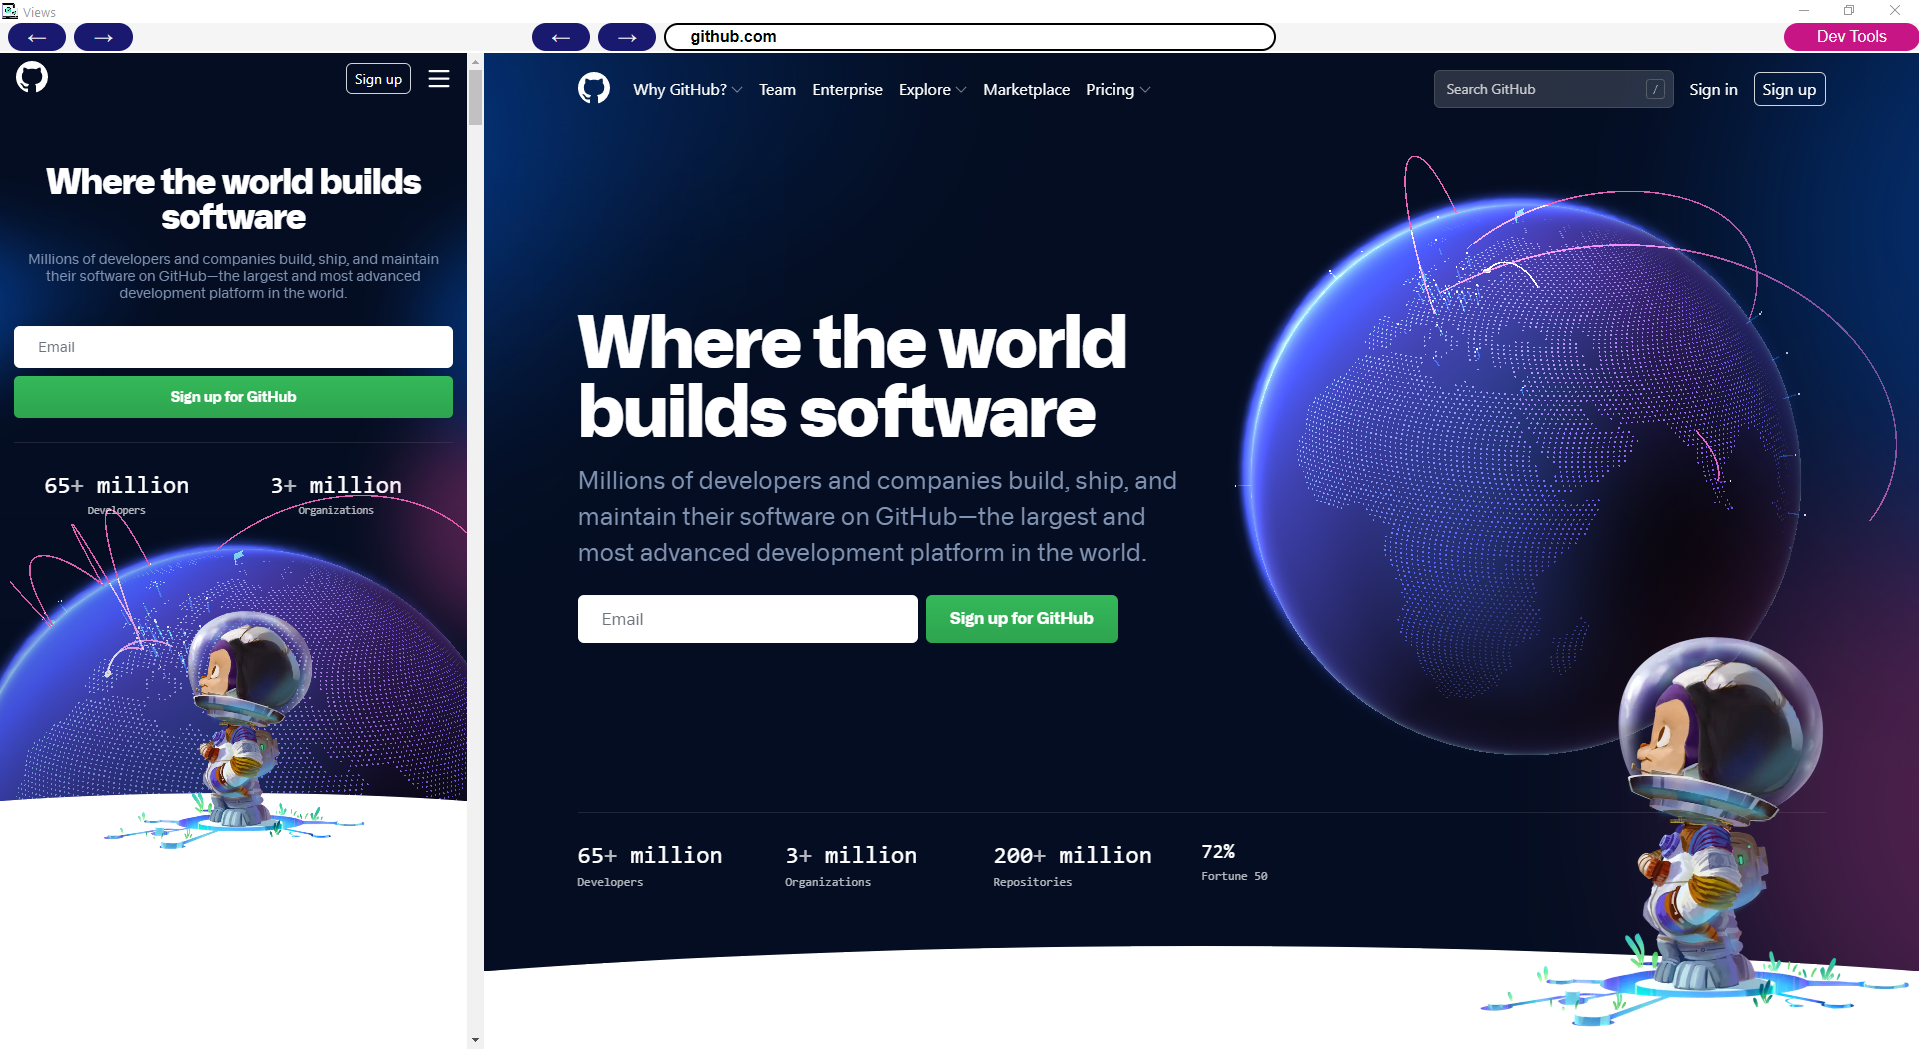 Views
← → ← → github.com Dev Tools
Sign up
Where the world builds
software
Millions of developers and companies build, ship, and maintain
their software on GitHub—the largest and most advanced
development platform in the world.
Email
Sign up for GitHub
65+ million 3+ million
Developers Organizations
Why GitHub? Team Enterprise Explore Marketplace Pricing Search GitHub / Sign in Sign up
Where the world
builds software
Millions of developers and companies build, ship, and
maintain their software on GitHub—the largest and
most advanced development platform in the world.
Email Sign up for GitHub
65+ million 3+ million 200+ million 72%
Developers Organizations Repositories Fortune 50